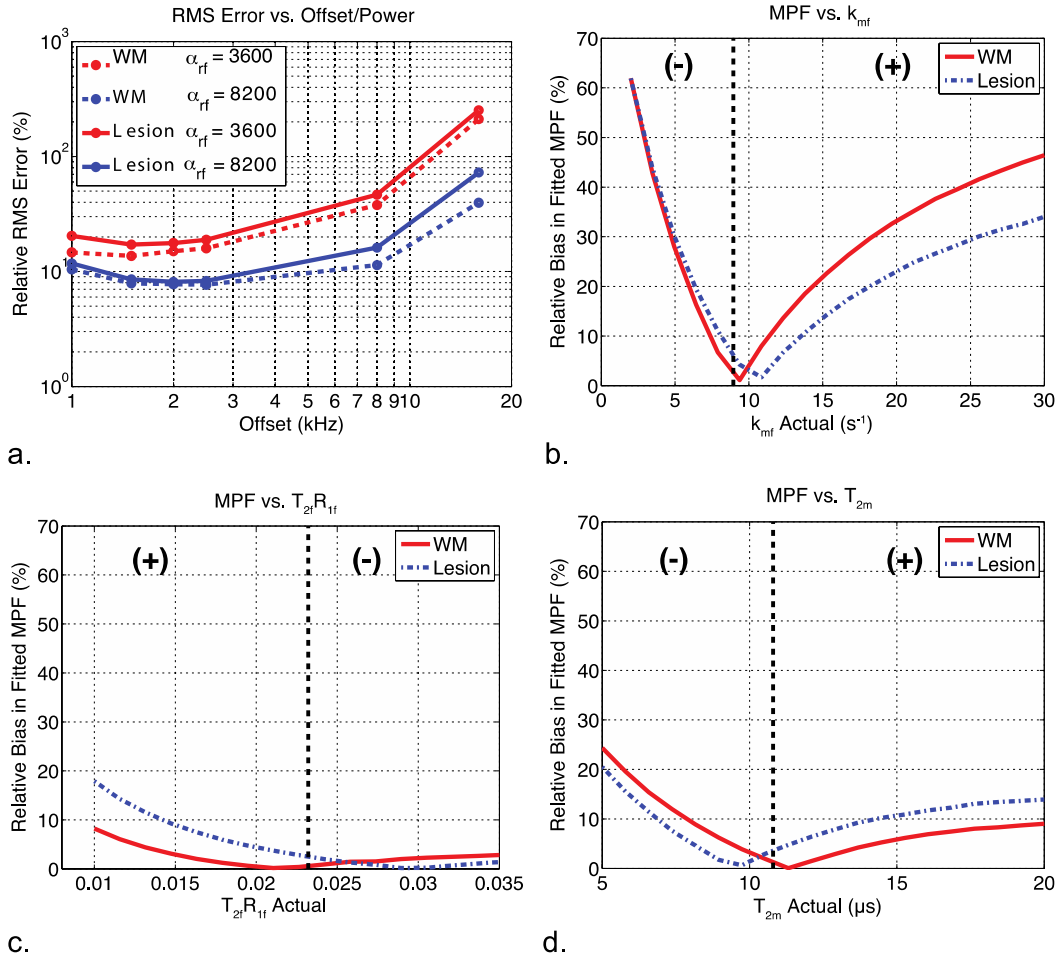 RMS Error vs. Offset/Power
Relative RMS Error (%)
10³
10²
10¹
10⁰
WM α_rf = 3600
WM α_rf = 8200
Lesion α_rf = 3600
Lesion α_rf = 8200
1 2 3 4 5 6 7 8 9 10 20
Offset (kHz)
a.
MPF vs. k_mf
Relative Bias in Fitted MPF (%)
70
60
50
40
30
20
10
0
(-) (+)
WM
Lesion
0 5 10 15 20 25 30
k_mf Actual (s⁻¹)
b.
MPF vs. T_2f R_1f
Relative Bias in Fitted MPF (%)
70
60
50
40
30
20
10
0
(+) (-)
WM
Lesion
0.01 0.015 0.02 0.025 0.03 0.035
T_2f R_1f Actual
c.
MPF vs. T_2m
Relative Bias in Fitted MPF (%)
70
60
50
40
30
20
10
0
(-) (+)
WM
Lesion
5 10 15 20
T_2m Actual (µs)
d.